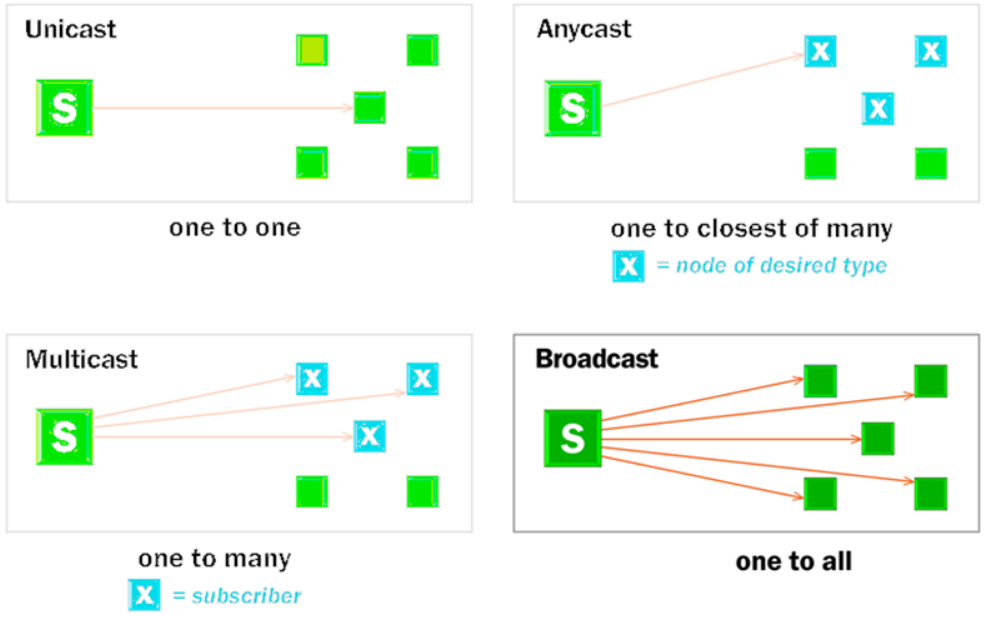 Unicast
S
one to one
Anycast
S
X
X
X
one to closest of many
X = node of desired type
Multicast
S
X
X
X
one to many
X = subscriber
Broadcast
S
one to all